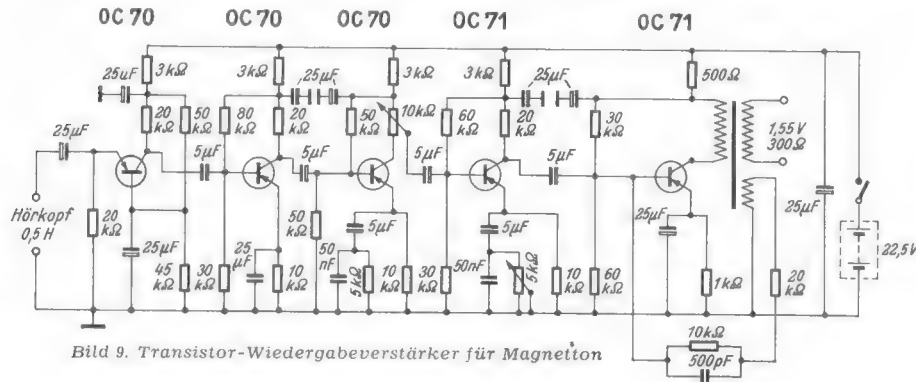 OC 70 OC 70 OC 70 OC 71 OC 71
25uF 3kΩ 3kΩ 25µF 3kΩ 3kΩ 25µF 500Ω
25µF 20 kΩ 50 kΩ 80 kΩ 20 kΩ 50 kΩ 10kΩ 60 kΩ 20 kΩ 30 kΩ 1,55V 300Ω
5µF 5µF 5µF 5µF
Hörkopf 0,5 H
20 kΩ 25µF 50 kΩ 5µF 5µF 25µF 25µF 22,5V
45 kΩ 30 kΩ 25 µF 10 kΩ 50 nF 5kΩ 10 kΩ 30 kΩ 50nF 5kΩ 10 kΩ 60 kΩ 1kΩ 20 kΩ
10kΩ
500pF
Bild 9. Transistor-Wiedergabeverstärker für Magnetton